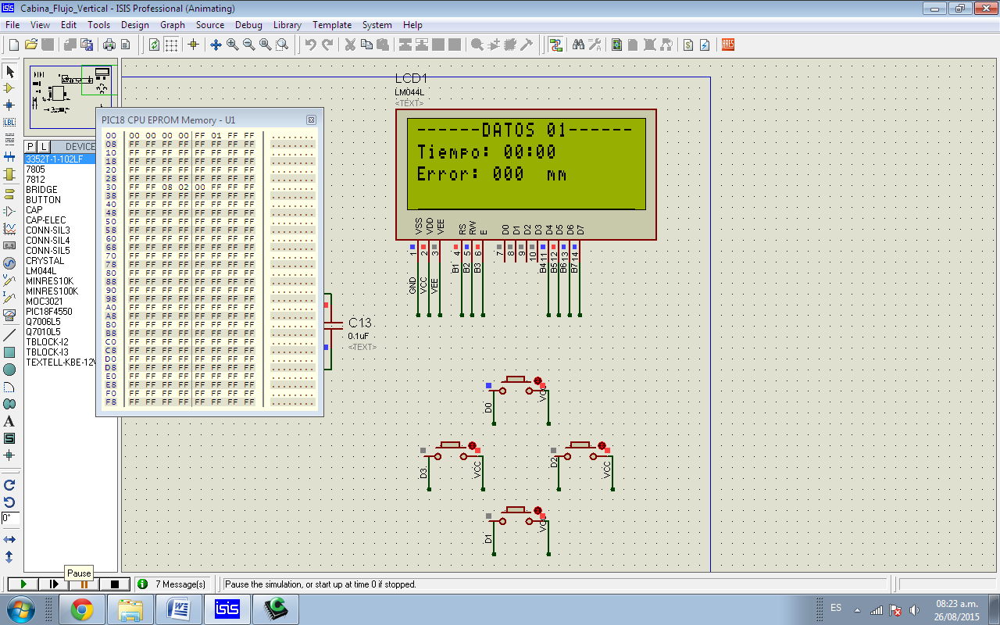 Cabina_Flujo_Vertical - ISIS Professional (Animating)
File View Edit Tools Design Graph Source Debug Library Template System Help
LBL
A
S
0°
P L DEVICE
3352T-1-102LF
7805
7812
BRIDGE
BUTTON
CAP
CAP-ELEC
CONN-SIL3
CONN-SIL4
CONN-SIL5
CRYSTAL
LM044L
MINRES10K
MINRES100K
MOC3021
PIC18F4550
Q7006L5
Q7010L5
TBLOCK-I2
TBLOCK-I3
TEXTELL-KBE-12V
PIC18 CPU EPROM Memory - U1
00 00 00 00 00 FF 01 FF FF ........
08 FF FF FF FF FF FF FF FF ........
10 FF FF FF FF FF FF FF FF ........
18 FF FF FF FF FF FF FF FF ........
20 FF FF FF FF FF FF FF FF ........
28 FF FF FF FF FF FF FF FF ........
30 FF FF 08 02 00 FF FF FF ........
38 FF FF FF FF FF FF FF FF ........
40 FF FF FF FF FF FF FF FF ........
48 FF FF FF FF FF FF FF FF ........
50 FF FF FF FF FF FF FF FF ........
58 FF FF FF FF FF FF FF FF ........
60 FF FF FF FF FF FF FF FF ........
68 FF FF FF FF FF FF FF FF ........
70 FF FF FF FF FF FF FF FF ........
78 FF FF FF FF FF FF FF FF ........
80 FF FF FF FF FF FF FF FF ........
88 FF FF FF FF FF FF FF FF ........
90 FF FF FF FF FF FF FF FF ........
98 FF FF FF FF FF FF FF FF ........
A0 FF FF FF FF FF FF FF FF ........
A8 FF FF FF FF FF FF FF FF ........
B0 FF FF FF FF FF FF FF FF ........
B8 FF FF FF FF FF FF FF FF ........
C0 FF FF FF FF FF FF FF FF ........
C8 FF FF FF FF FF FF FF FF ........
D0 FF FF FF FF FF FF FF FF ........
D8 FF FF FF FF FF FF FF FF ........
E0 FF FF FF FF FF FF FF FF ........
E8 FF FF FF FF FF FF FF FF ........
F0 FF FF FF FF FF FF FF FF ........
F8 FF FF FF FF FF FF FF FF ........
LCD1
LM044L
<TEXT>
------DATOS 01------
Tiempo: 00:00
Error: 000 mm
VSS VDD VEE RS RW E D0 D1 D2 D3 D4 D5 D6 D7
1 2 3 4 5 6 7 8 9 10 11 12 13 14
GND VCC VEE B1 B2 B3 B4 B5 B6 B7
C13
0.1uF
<TEXT>
D0 VCC
D3 VCC D2 VCC
D1 VCC
Pause
7 Message(s) Pause the simulation, or start up at time 0 if stopped.
isis
ES
08:23 a.m.
26/08/2015
ARES